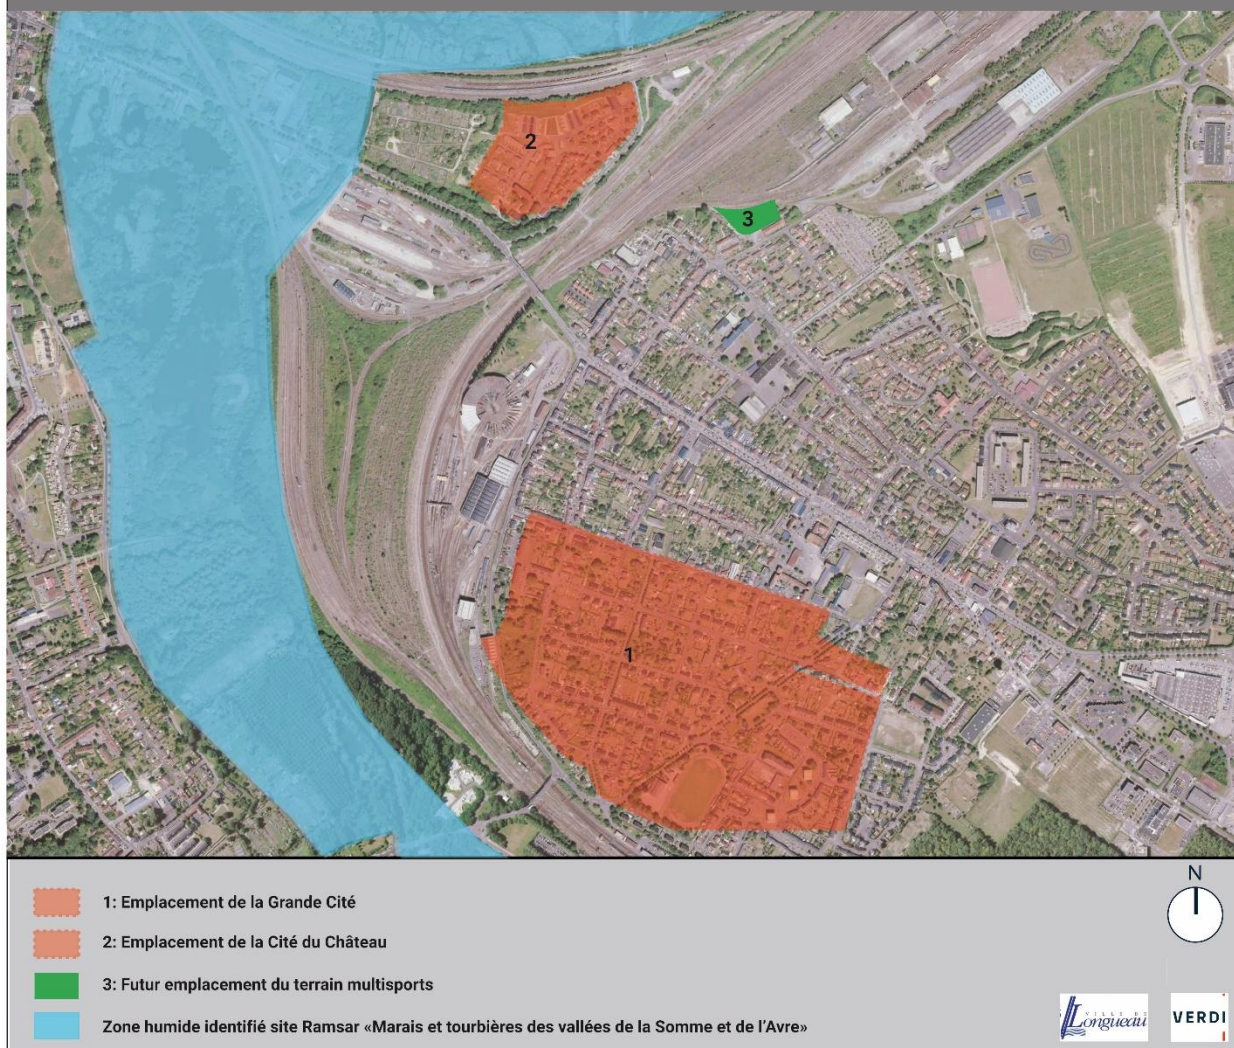 2
3
1
N
1: Emplacement de la Grande Cité
2: Emplacement de la Cité du Château
3: Futur emplacement du terrain multisports
Zone humide identifié site Ramsar «Marais et tourbières des vallées de la Somme et de l’Avre»
VILLE DE
Longueau
VERDI